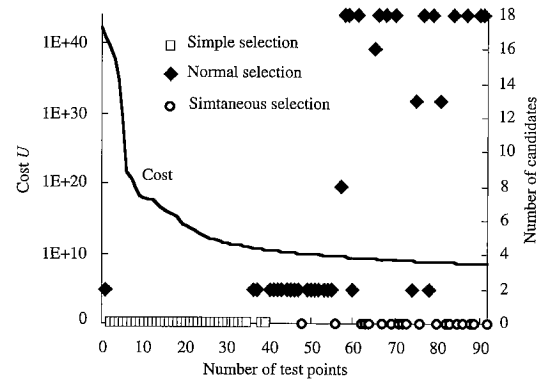 1E+40
1E+30
1E+20
1E+10
0
Cost U
Simple selection
Normal selection
Simtaneous selection
Cost
18
16
14
12
10
8
6
4
2
0
Number of candidates
0 10 20 30 40 50 60 70 80 90
Number of test points